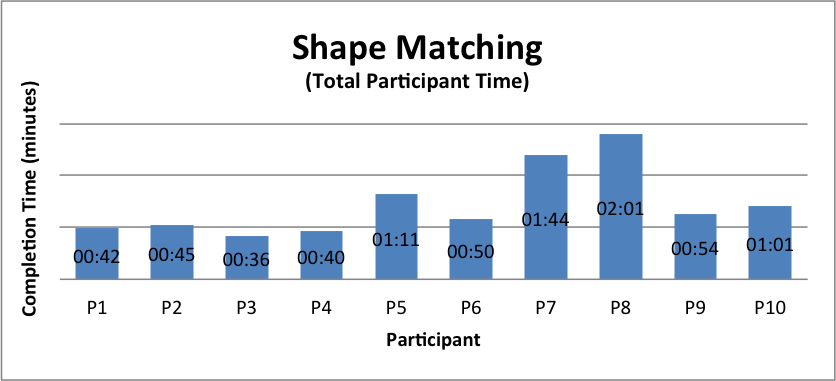 Shape Matching
(Total Participant Time)
Completion Time (minutes)
00:42 00:45 00:36 00:40 01:11 00:50 01:44 02:01 00:54 01:01
P1 P2 P3 P4 P5 P6 P7 P8 P9 P10
Participant